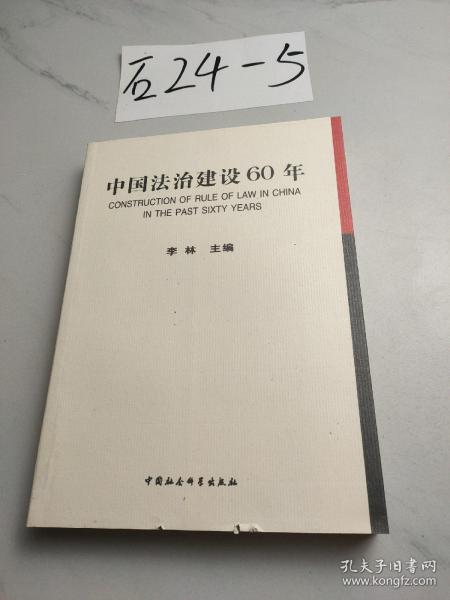 石24-5
中国法治建设60年
CONSTRUCTION OF RULE OF LAW IN CHINA
IN THE PAST SIXTY YEARS
李 林 主编
中国社会科学出版社
孔夫子旧书网
www.kongfz.com